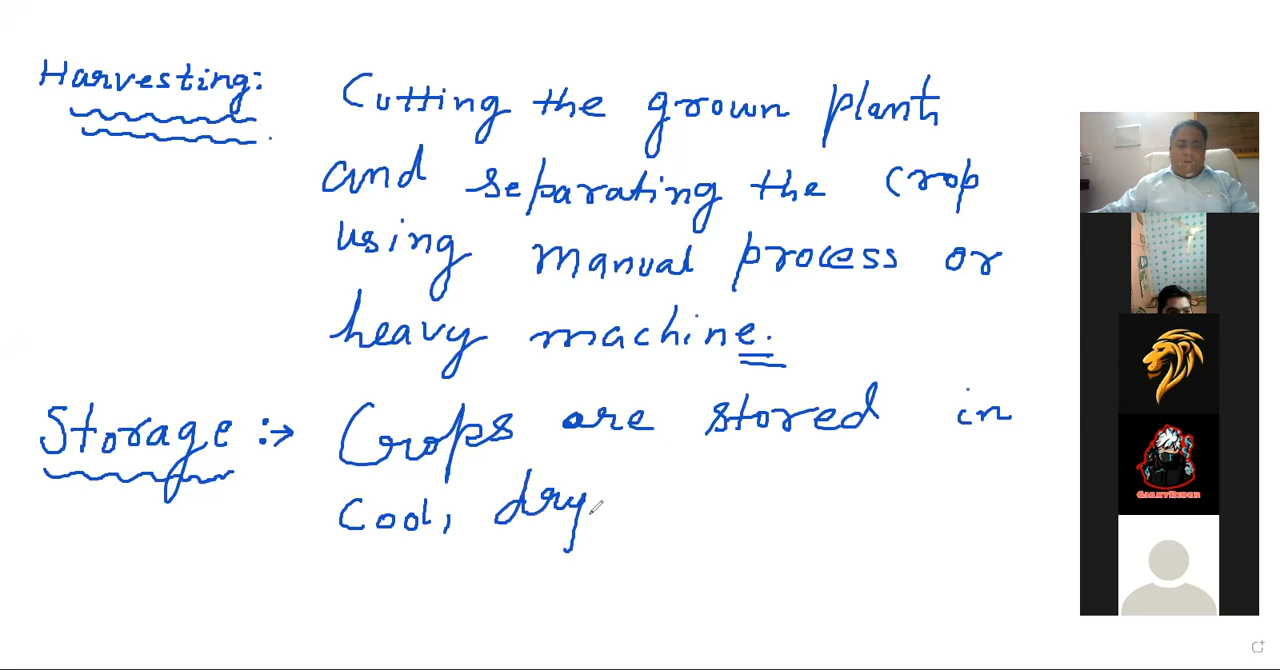 Harvesting:
Cutting the grown plant
and separating the crop
using manual process or
heavy machine.
Storage :→ Crops are stored in
cool, dry
GARRYRIDER